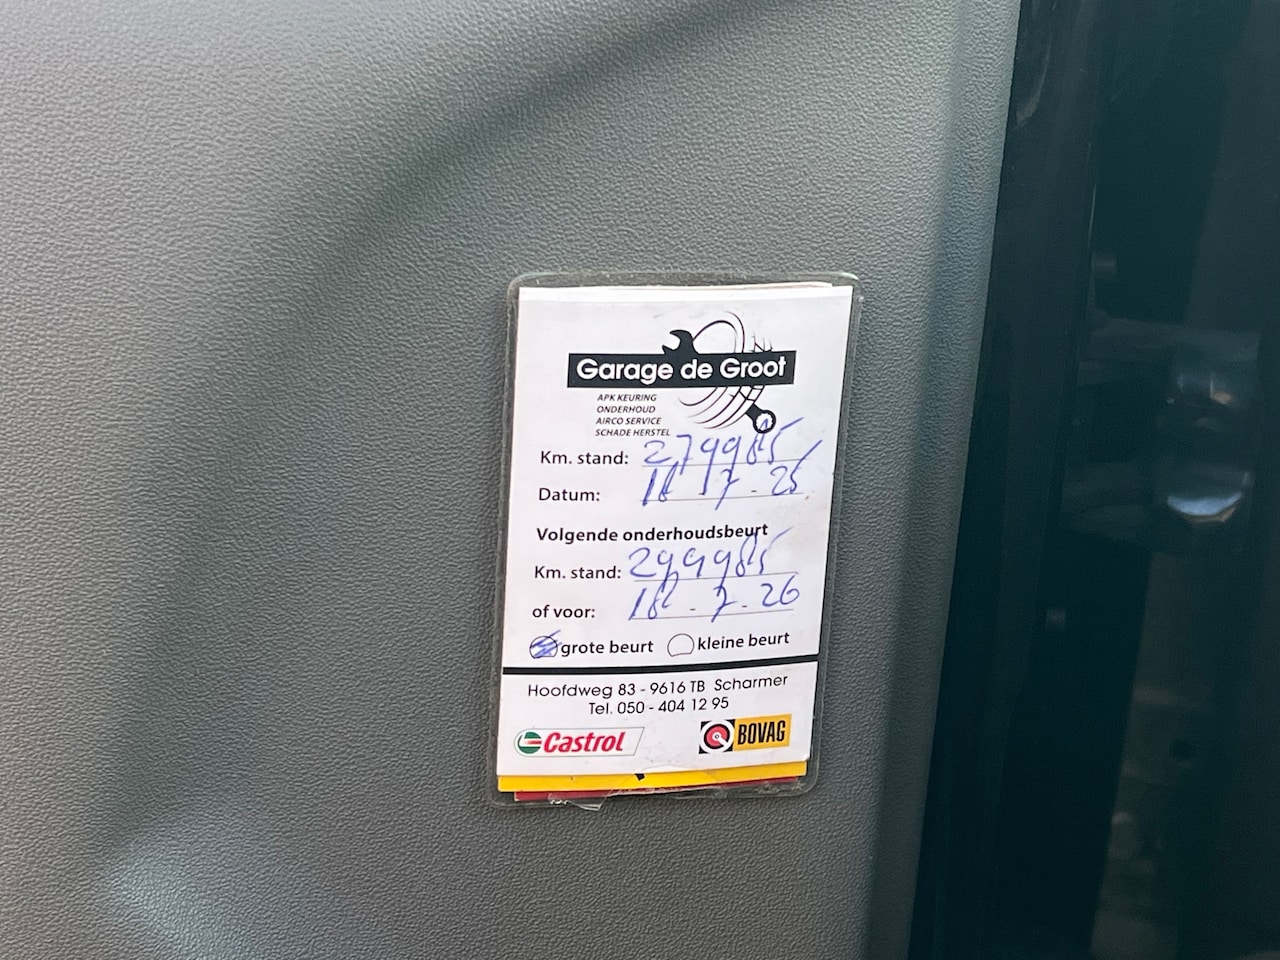 Garage de Groot
APK KEURING
ONDERHOUD
AIRCO SERVICE
SCHADE HERSTEL
Km. stand: 279985
Datum: 18-7-25
Volgende onderhoudsbeurt
Km. stand: 299985
of voor: 18-7-26
grote beurt kleine beurt
Hoofdweg 83 - 9616 TB Scharmer
Tel. 050 - 404 12 95
Castrol BOVAG